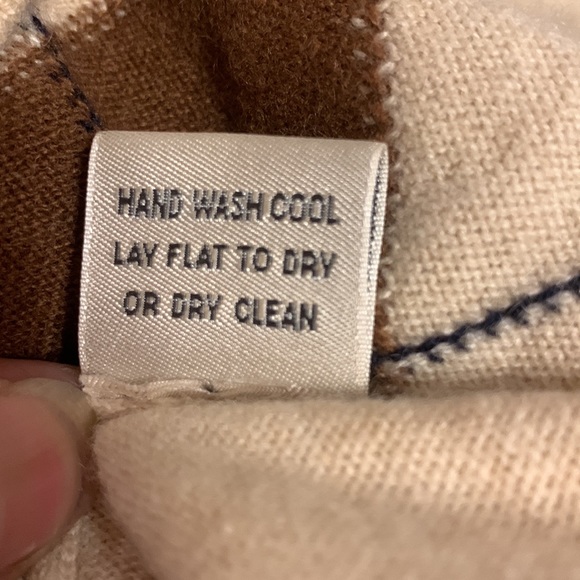 HAND WASH COOL
LAY FLAT TO DRY
OR DRY CLEAN